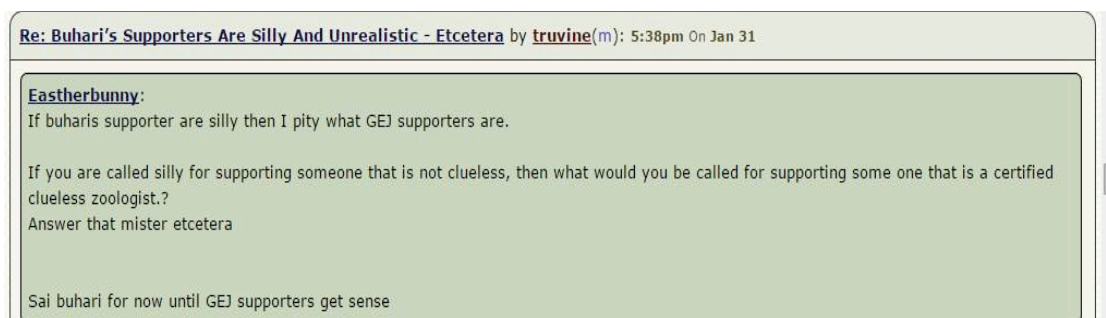 Re: Buhari's Supporters Are Silly And Unrealistic - Etcetera by truvine(m): 5:38pm On Jan 31
Eastherbunny:
If buharis supporter are silly then I pity what GEJ supporters are.
If you are called silly for supporting someone that is not clueless, then what would you be called for supporting some one that is a certified
clueless zoologist.?
Answer that mister etcetera
Sai buhari for now until GEJ supporters get sense